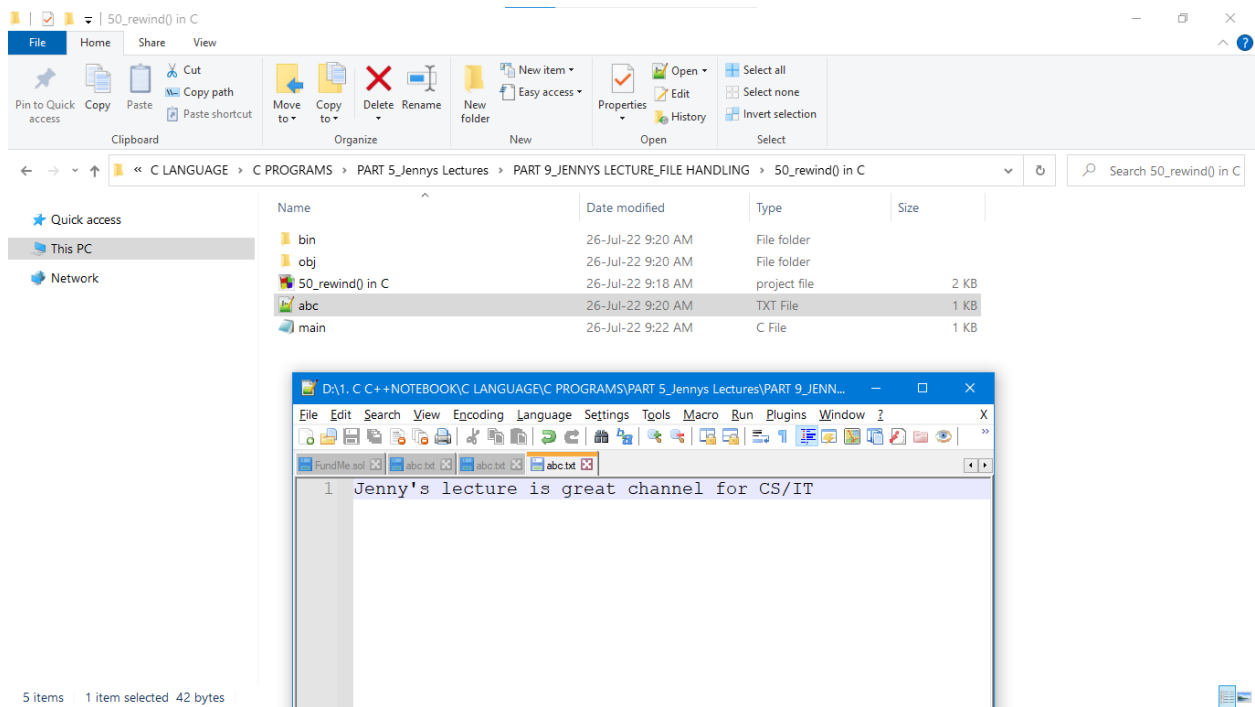 50_rewind() in C
File Home Share View
Pin to Quick access
Copy
Paste
Cut
Copy path
Paste shortcut
Clipboard
Move to
Copy to
Delete
Rename
Organize
New folder
New item
Easy access
New
Properties
Open
Edit
History
Open
Select all
Select none
Invert selection
Select
« C LANGUAGE › C PROGRAMS › PART 5_Jennys Lectures › PART 9_JENNYS LECTURE_FILE HANDLING › 50_rewind() in C
Search 50_rewind() in C
Quick access
This PC
Network
Name Date modified Type Size
bin 26-Jul-22 9:20 AM File folder
obj 26-Jul-22 9:20 AM File folder
50_rewind() in C 26-Jul-22 9:18 AM project file 2 KB
abc 26-Jul-22 9:20 AM TXT File 1 KB
main 26-Jul-22 9:22 AM C File 1 KB
D:\1. C C++NOTEBOOK\C LANGUAGE\C PROGRAMS\PART 5_Jennys Lectures\PART 9_JENN...
File Edit Search View Encoding Language Settings Tools Macro Run Plugins Window ? X
FundMe.sol abc.txt abc.txt abc.txt
1 Jenny's lecture is great channel for CS/IT
5 items 1 item selected 42 bytes